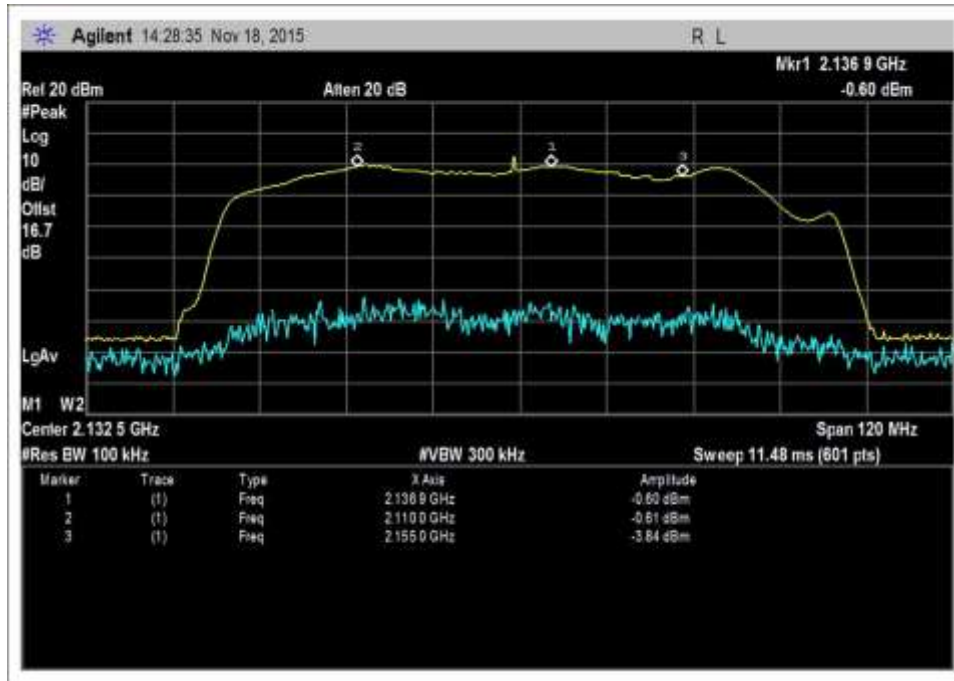 Agilent 14:28:35 Nov 18, 2015 R L
Mkr1 2.136 9 GHz
Ref 20 dBm Atten 20 dB -0.60 dBm
#Peak
Log
10
dB/
Offst
16.7
dB
2 1 3
LgAv
M1 W2
Center 2.132 5 GHz Span 120 MHz
#Res BW 100 kHz #VBW 300 kHz Sweep 11.48 ms (601 pts)
Marker Trace Type X Axis Amplitude
1 (1) Freq 2.136 9 GHz -0.60 dBm
2 (1) Freq 2.110 0 GHz -0.61 dBm
3 (1) Freq 2.155 0 GHz -3.84 dBm